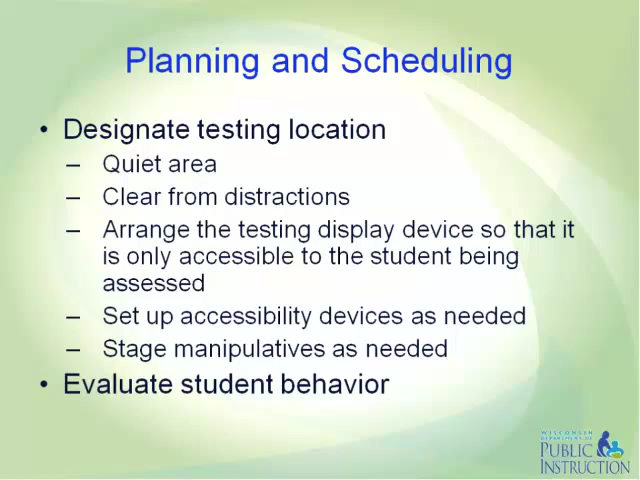 Planning and Scheduling
• Designate testing location
– Quiet area
– Clear from distractions
– Arrange the testing display device so that it
is only accessible to the student being
assessed
– Set up accessibility devices as needed
– Stage manipulatives as needed
• Evaluate student behavior
WISCONSIN
DEPARTMENT OF
PUBLIC
INSTRUCTION